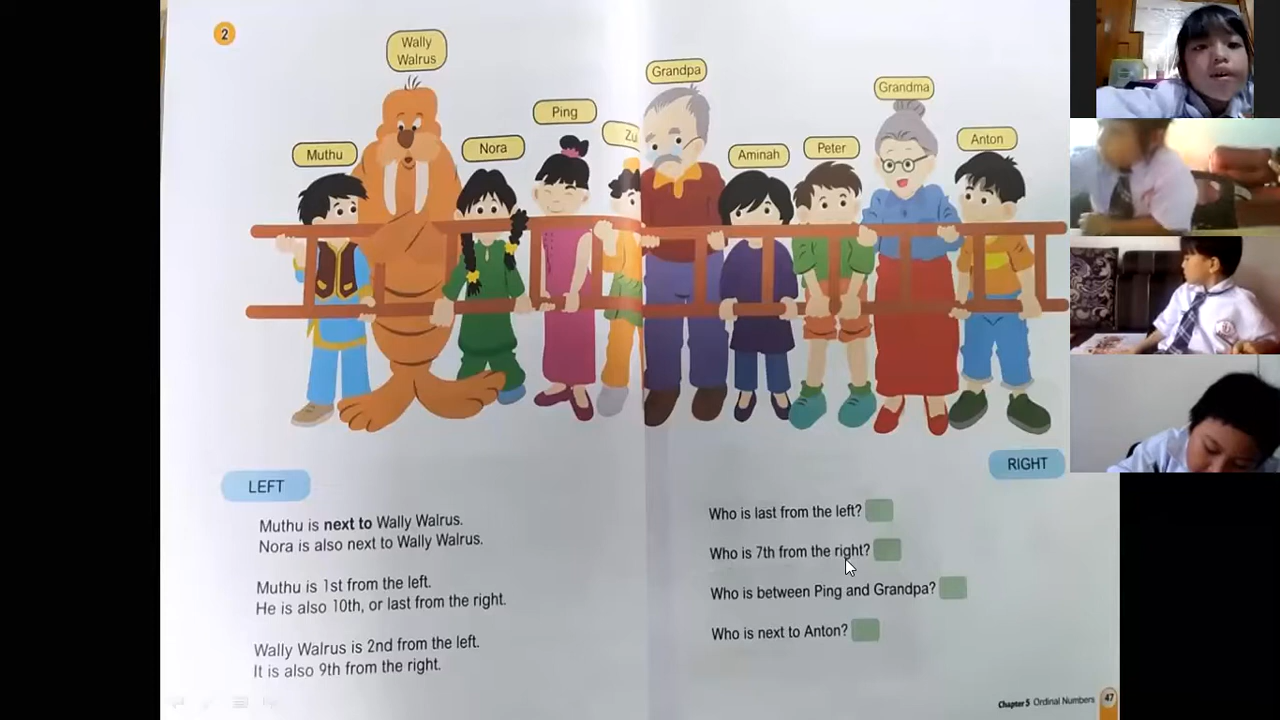 2
Wally
Walrus
Grandpa
Grandma
Ping
Zu
Anton
Peter
Nora
Aminah
Muthu
LEFT
RIGHT
Muthu is next to Wally Walrus.
Nora is also next to Wally Walrus.
Muthu is 1st from the left.
He is also 10th, or last from the right.
Wally Walrus is 2nd from the left.
It is also 9th from the right.
Who is last from the left?
Who is 7th from the right?
Who is between Ping and Grandpa?
Who is next to Anton?
Chapter 5 Ordinal Numbers 47